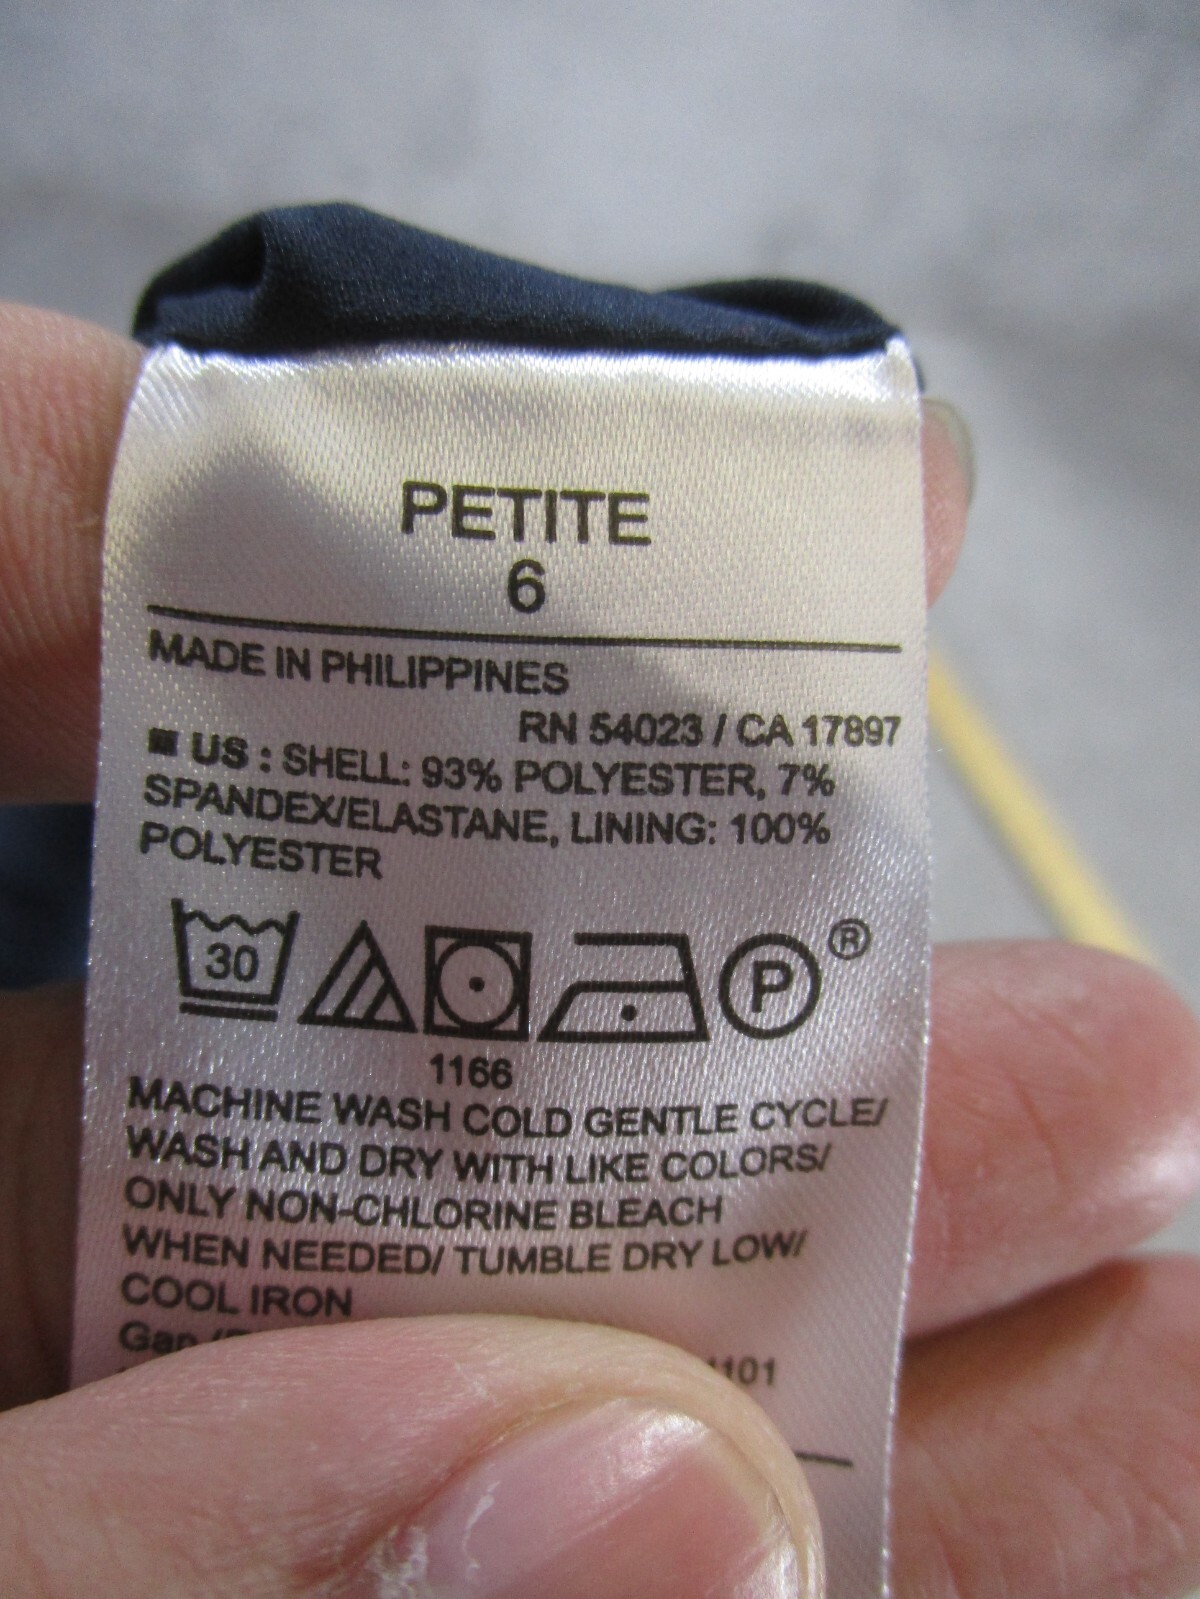 PETITE
6
MADE IN PHILIPPINES
RN 54023 / CA 17897
US : SHELL: 93% POLYESTER, 7%
SPANDEX/ELASTANE, LINING: 100%
POLYESTER
30
P
®
1166
MACHINE WASH COLD GENTLE CYCLE/
WASH AND DRY WITH LIKE COLORS/
ONLY NON-CHLORINE BLEACH
WHEN NEEDED/ TUMBLE DRY LOW/
COOL IRON
Gap